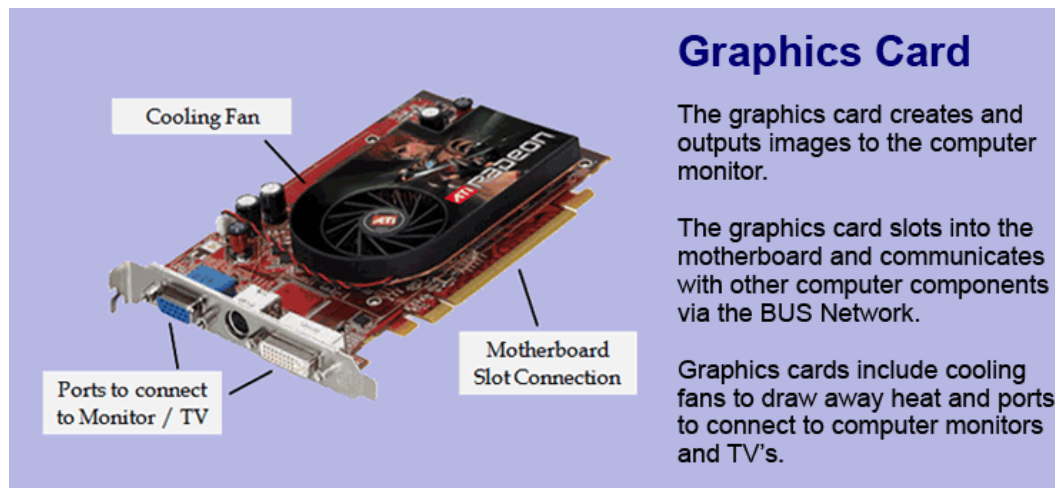 Graphics Card
The graphics card creates and
outputs images to the computer
monitor.
The graphics card slots into the
motherboard and communicates
with other computer components
via the BUS Network.
Graphics cards include cooling
fans to draw away heat and ports
to connect to computer monitors
and TV's.
Cooling Fan
ATI RADEON
ATI
Motherboard
Slot Connection
Ports to connect
to Monitor / TV